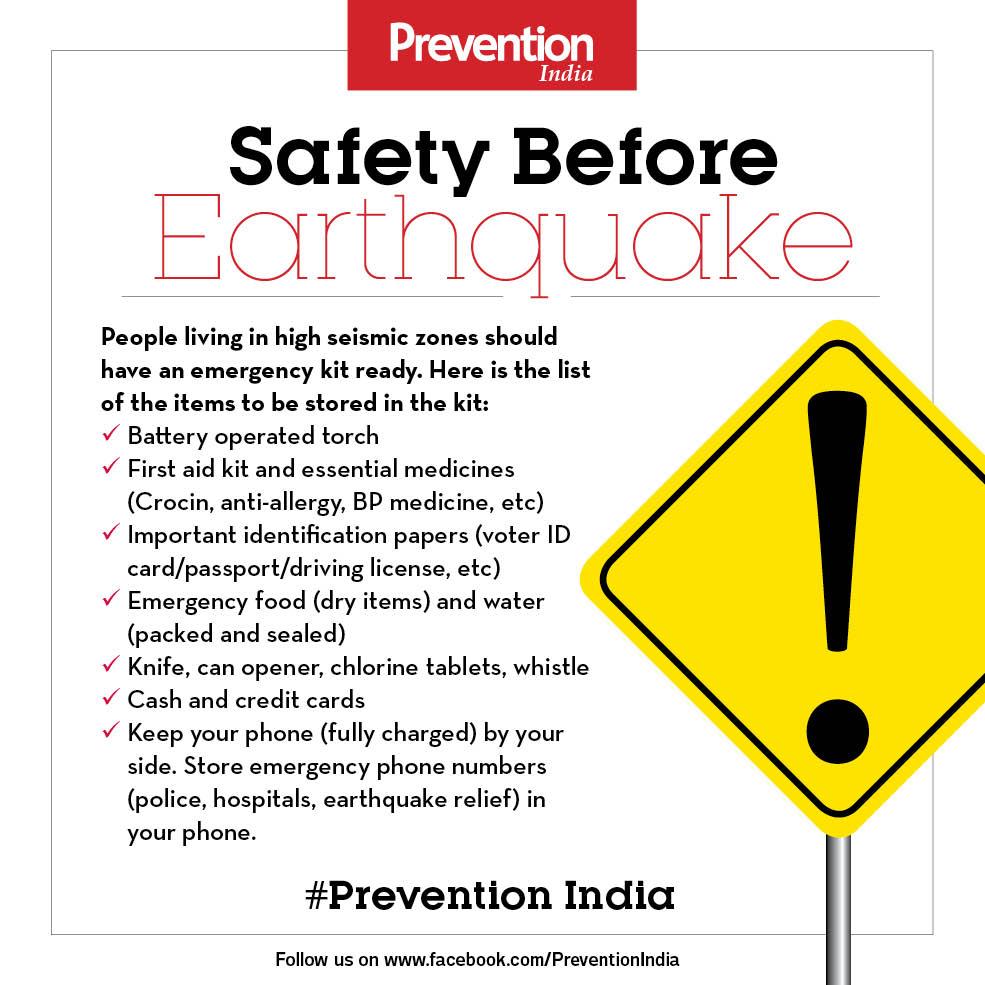 Prevention
India
Safety Before
Earthquake
People living in high seismic zones should
have an emergency kit ready. Here is the list
of the items to be stored in the kit:
✓ Battery operated torch
✓ First aid kit and essential medicines
(Crocin, anti-allergy, BP medicine, etc)
✓ Important identification papers (voter ID
card/passport/driving license, etc)
✓ Emergency food (dry items) and water
(packed and sealed)
✓ Knife, can opener, chlorine tablets, whistle
✓ Cash and credit cards
✓ Keep your phone (fully charged) by your
side. Store emergency phone numbers
(police, hospitals, earthquake relief) in
your phone.
!
#Prevention India
Follow us on www.facebook.com/PreventionIndia